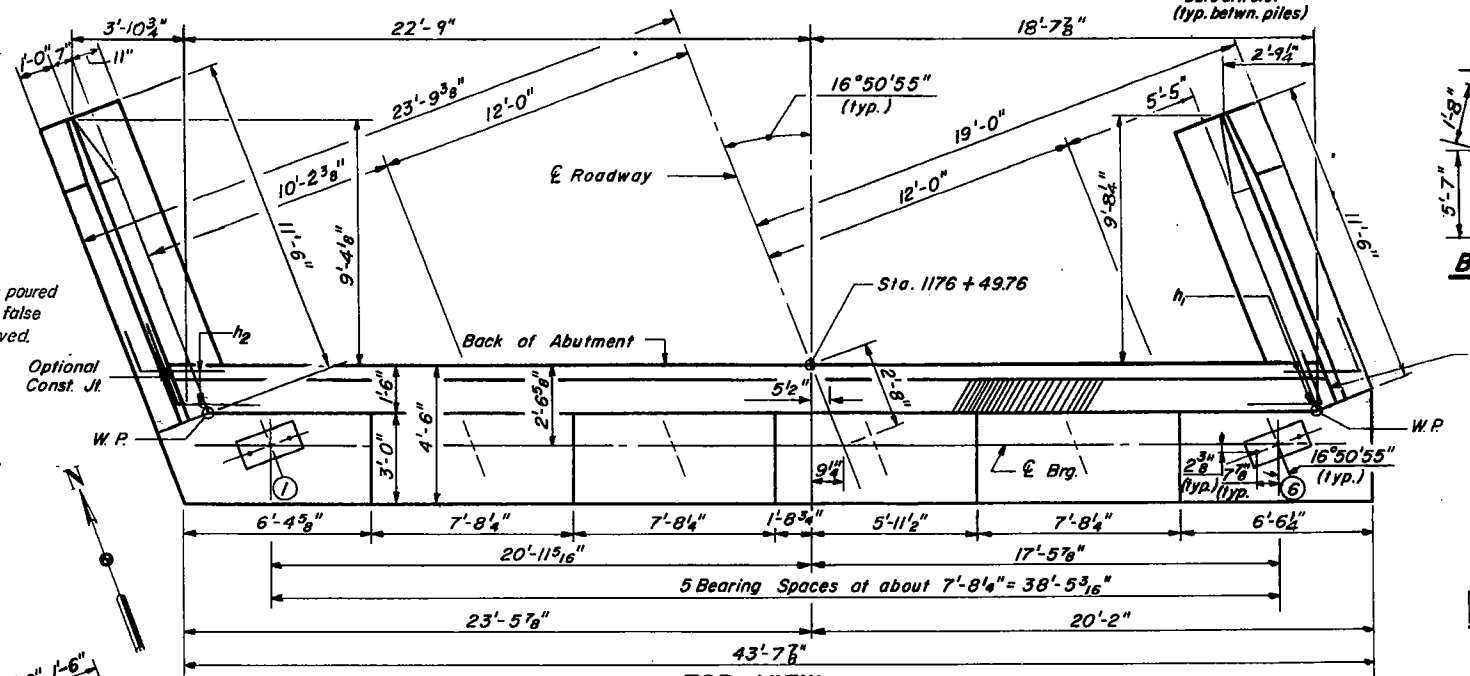 (typ. betwn. piles)
3'-10¾"
22'-9"
18'-7⅞"
1'-0"
7"
11"
2'-9¼"
23'-9⅜"
12'-0"
16°50'55"
(typ.)
5'-5"
1'-8"
19'-0"
10'-2⅜"
℄ Roadway
12'-0"
9'-8¼"
5'-7"
11'-6"
9'-4⅛"
11'-6"
B
poured
false
ved.
Sta. 1176 + 49.76
h₁
h₂
Back of Abutment
Optional
Const. Jt.
1'-6"
2'-6⅝"
5½"
2'-8"
W.P.
4'-6"
W.P.
3'-0"
℄ Brg.
2⅜"
(typ.)
7⅞"
(typ.
16°50'55"
(typ.)
9¼"
N
1
6
6'-4⅝"
7'-8¼"
7'-8¼"
1'-8¾"
5'-11½"
7'-8¼"
6'-6¼"
20'-11⁵⁄₁₆"
17'-5⅞"
5 Bearing Spaces at about 7'-8¼" = 38'-5³⁄₁₆"
23'-5⅞"
20'-2"
43'-7⅞"
1'-6"